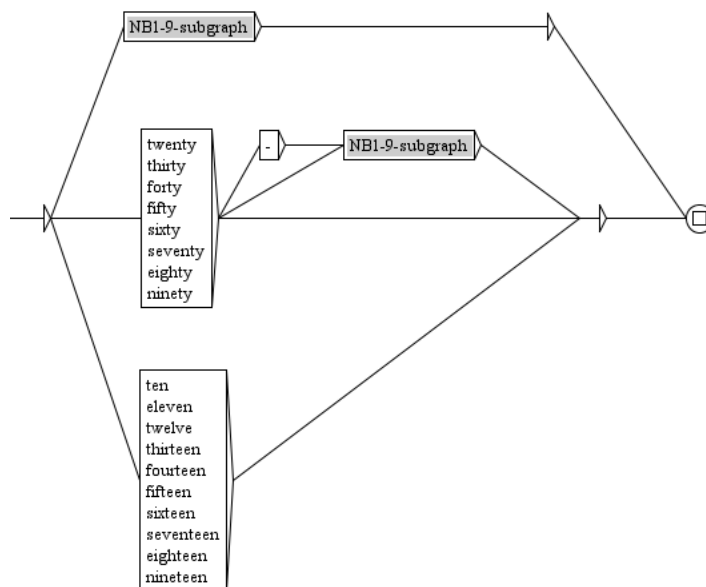 NB1-9-subgraph
twenty
thirty
forty
fifty
sixty
seventy
eighty
ninety
-
NB1-9-subgraph
ten
eleven
twelve
thirteen
fourteen
fifteen
sixteen
seventeen
eighteen
nineteen